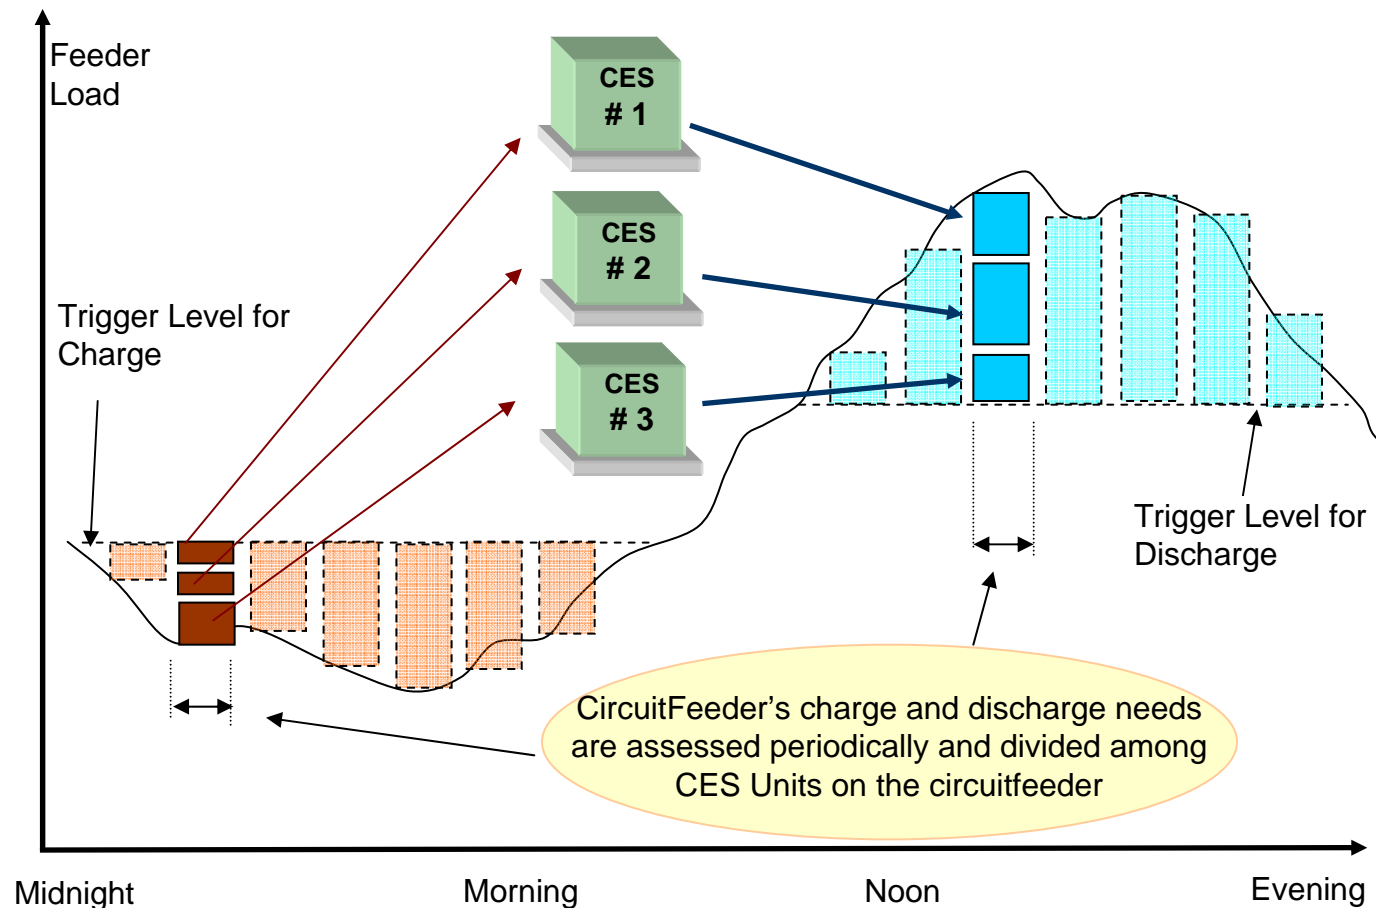 Feeder
Load
CES
# 1
CES
# 2
CES
# 3
Trigger Level for
Charge
Trigger Level for
Discharge
CircuitFeeder's charge and discharge needs
are assessed periodically and divided among
CES Units on the circuitfeeder
Midnight
Morning
Noon
Evening